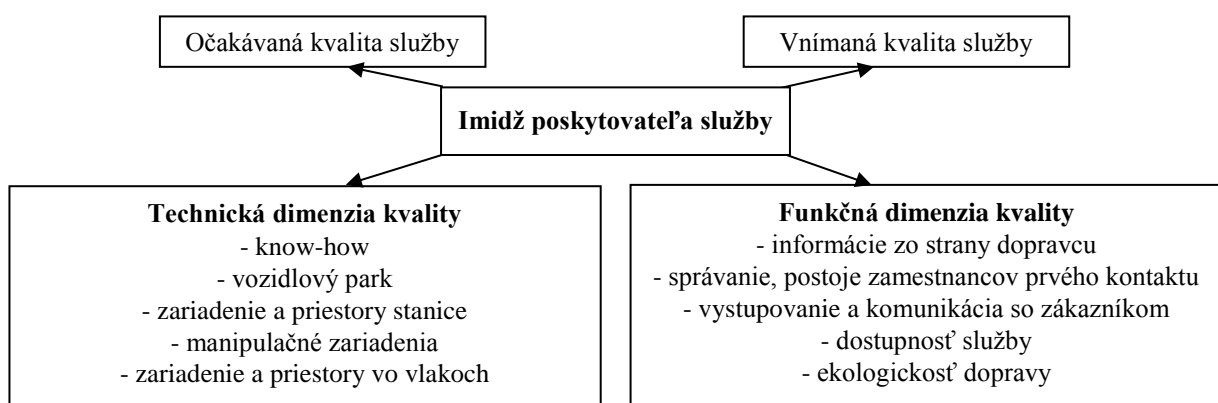 Očakávaná kvalita služby
Vnímaná kvalita služby
Imidž poskytovateľa služby
Technická dimenzia kvality
- know-how
- vozidlový park
- zariadenie a priestory stanice
- manipulačné zariadenia
- zariadenie a priestory vo vlakoch
Funkčná dimenzia kvality
- informácie zo strany dopravcu
- správanie, postoje zamestnancov prvého kontaktu
- vystupovanie a komunikácia so zákazníkom
- dostupnosť služby
- ekologickosť dopravy